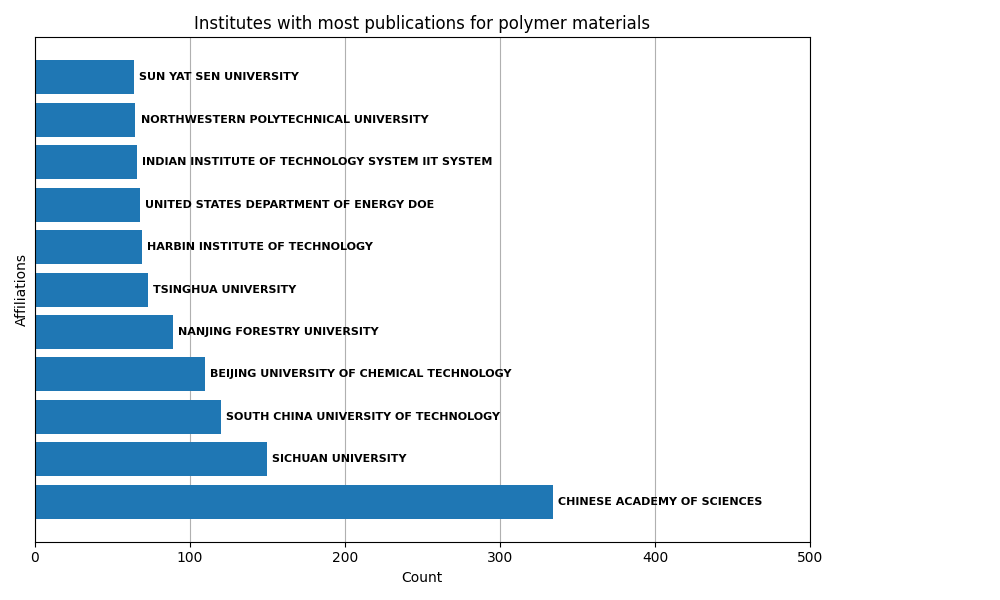 Institutes with most publications for polymer materials
SUN YAT SEN UNIVERSITY
NORTHWESTERN POLYTECHNICAL UNIVERSITY
INDIAN INSTITUTE OF TECHNOLOGY SYSTEM IIT SYSTEM
UNITED STATES DEPARTMENT OF ENERGY DOE
HARBIN INSTITUTE OF TECHNOLOGY
TSINGHUA UNIVERSITY
NANJING FORESTRY UNIVERSITY
BEIJING UNIVERSITY OF CHEMICAL TECHNOLOGY
SOUTH CHINA UNIVERSITY OF TECHNOLOGY
SICHUAN UNIVERSITY
CHINESE ACADEMY OF SCIENCES
Affiliations
0 100 200 300 400 500
Count